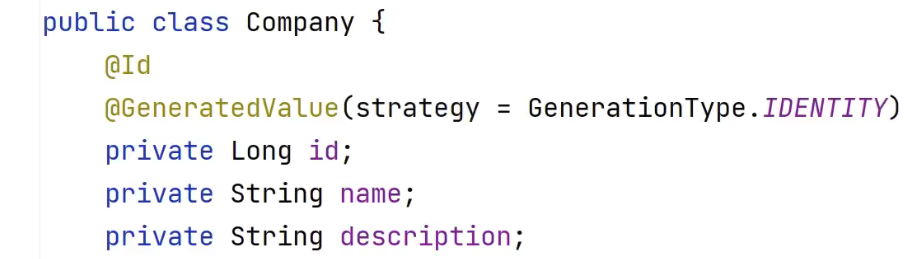 public class Company {
@Id
@GeneratedValue(strategy = GenerationType.IDENTITY)
private Long id;
private String name;
private String description;